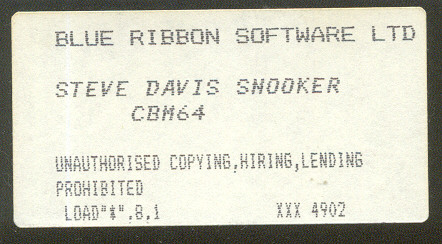 BLUE RIBBON SOFTWARE LTD
STEVE DAVIS SNOOKER
CBM64
UNAUTHORISED COPYING,HIRING,LENDING
PROHIBITED
LOAD"*",8,1 XXX 4902